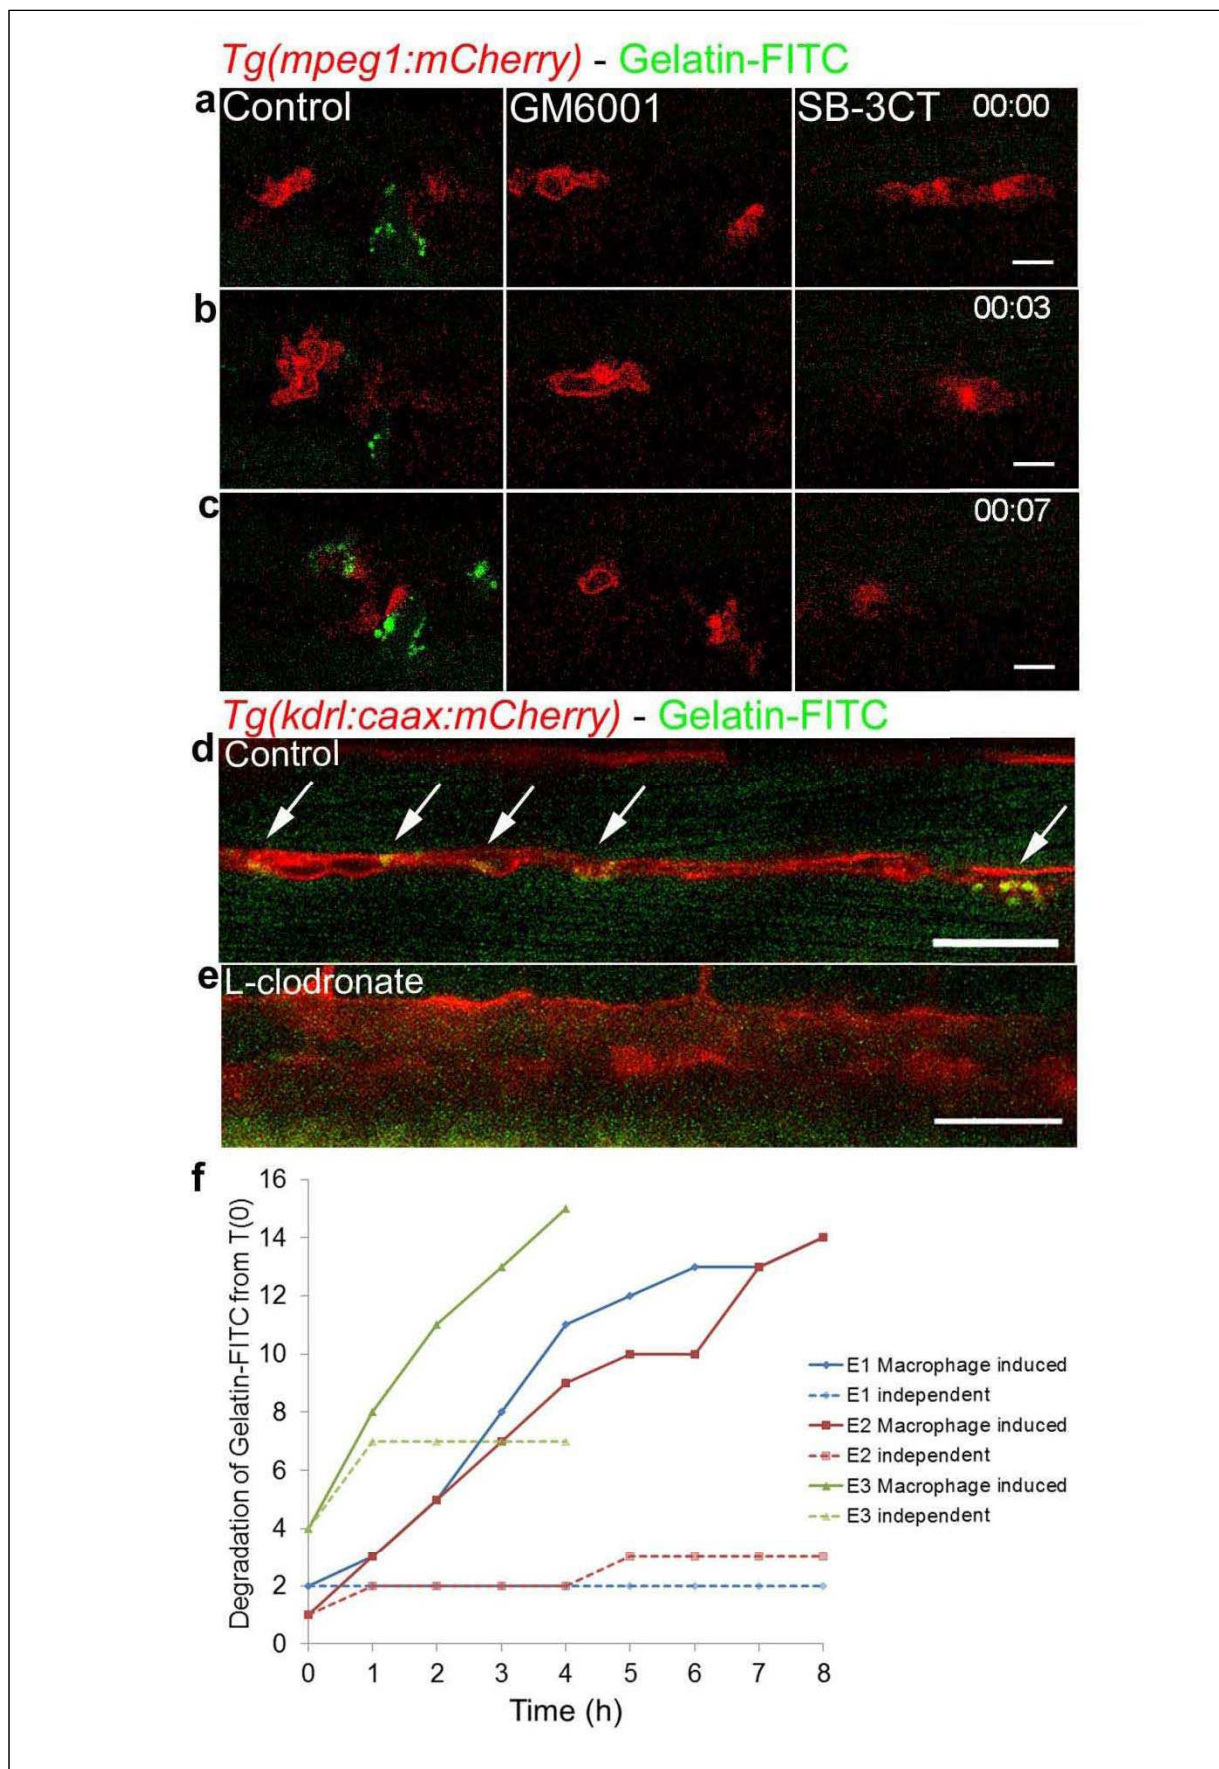 Tg(mpeg1:mCherry) - Gelatin-FITC
a Control GM6001 SB-3CT 00:00
b 00:03
c 00:07
Tg(kdrl:caax:mCherry) - Gelatin-FITC
d Control
e L-clodronate
f
Degradation of Gelatin-FITC from T(0)
16
14
12
10
8
6
4
2
0
0 1 2 3 4 5 6 7 8
Time (h)
E1 Macrophage induced
E1 independent
E2 Macrophage induced
E2 independent
E3 Macrophage induced
E3 independent